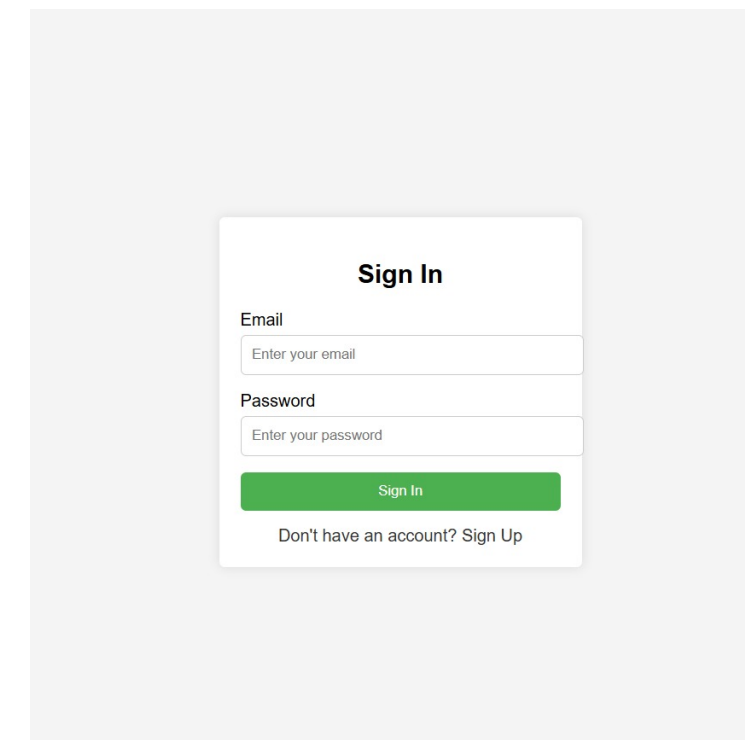 Sign In
Email
Enter your email
Password
Enter your password
Sign In
Don't have an account? Sign Up